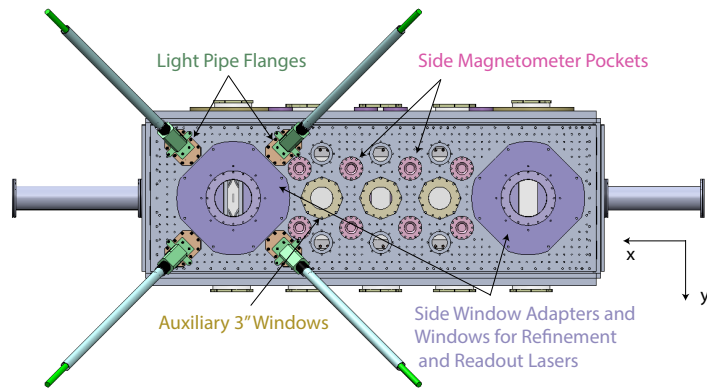 Light Pipe Flanges
Side Magnetometer Pockets
x
y
Auxiliary 3” Windows
Side Window Adapters and
Windows for Refinement
and Readout Lasers